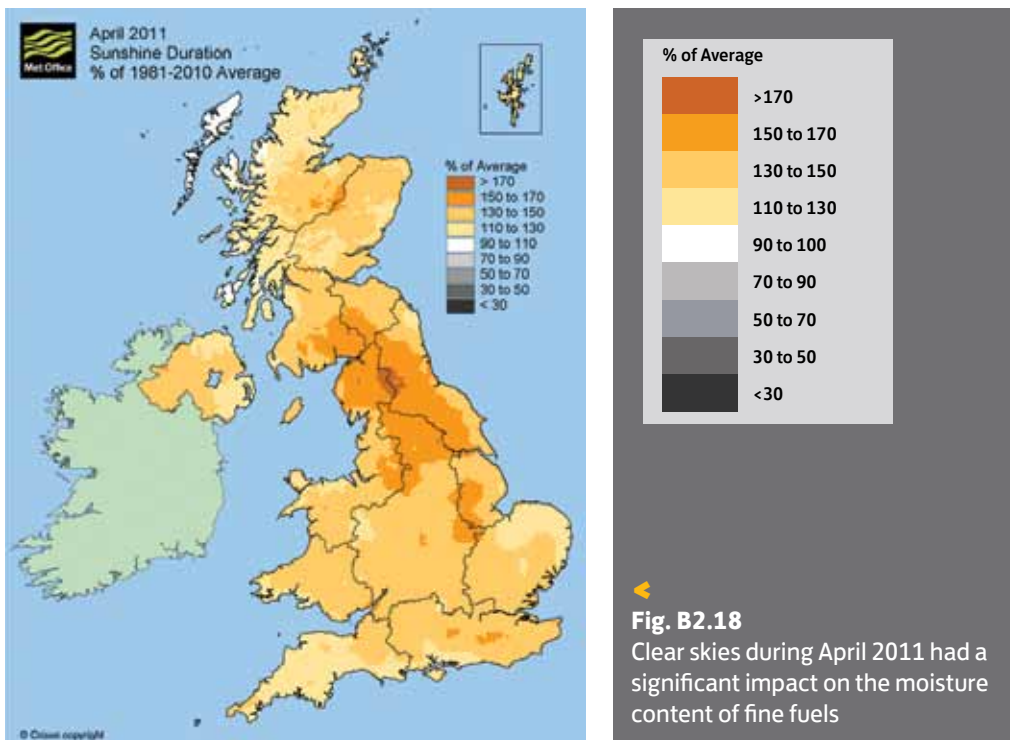 Met Office
April 2011
Sunshine Duration
% of 1981-2010 Average
% of Average
> 170
150 to 170
130 to 150
110 to 130
90 to 110
70 to 90
50 to 70
30 to 50
< 30
© Crown copyright
% of Average
>170
150 to 170
130 to 150
110 to 130
90 to 100
70 to 90
50 to 70
30 to 50
<30
<
Fig. B2.18
Clear skies during April 2011 had a
significant impact on the moisture
content of fine fuels